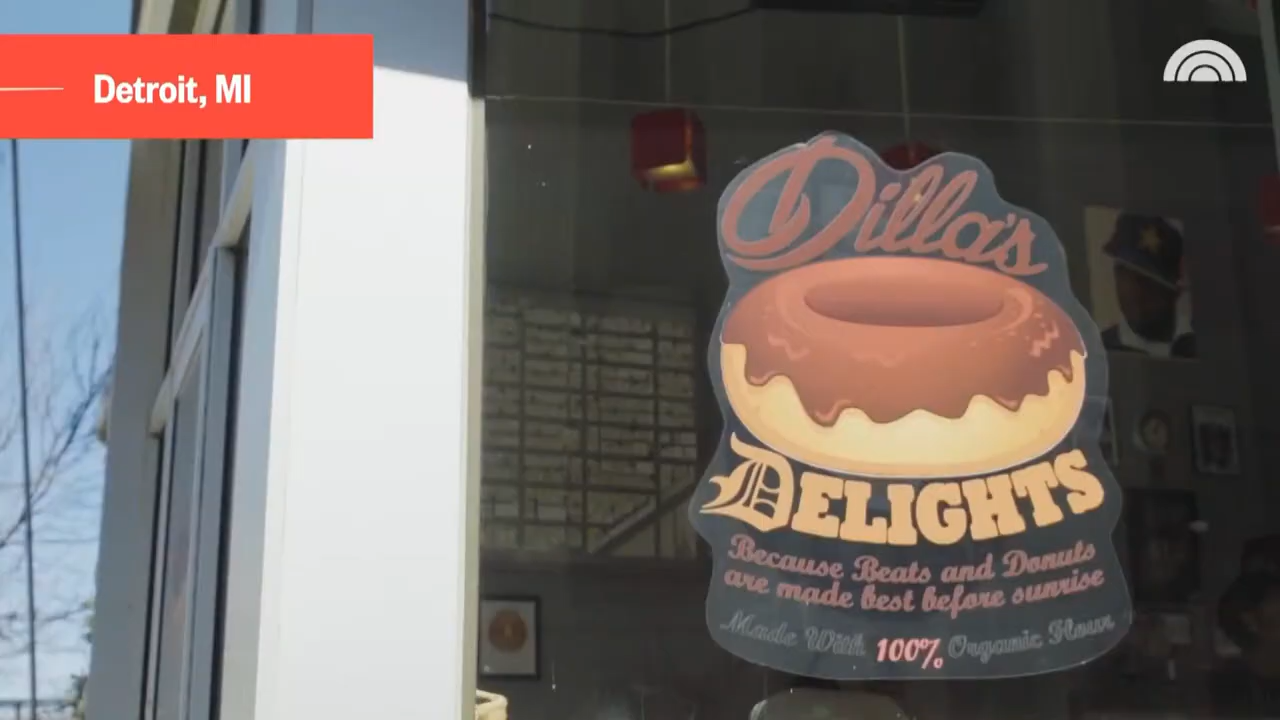 Detroit, MI
Dilla's
DELIGHTS
Because Beats and Donuts
are made best before sunrise
Made With 100% Organic Flour